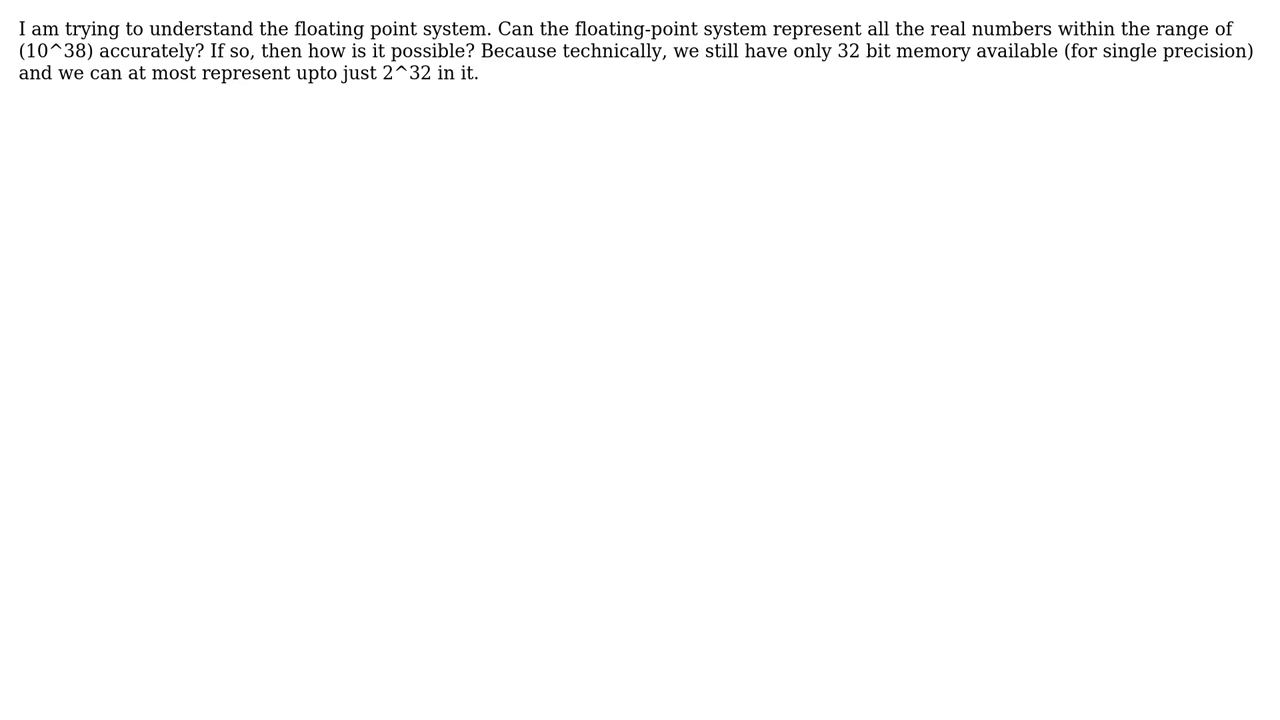 I am trying to understand the floating point system. Can the floating-point system represent all the real numbers within the range of
(10^38) accurately? If so, then how is it possible? Because technically, we still have only 32 bit memory available (for single precision)
and we can at most represent upto just 2^32 in it.